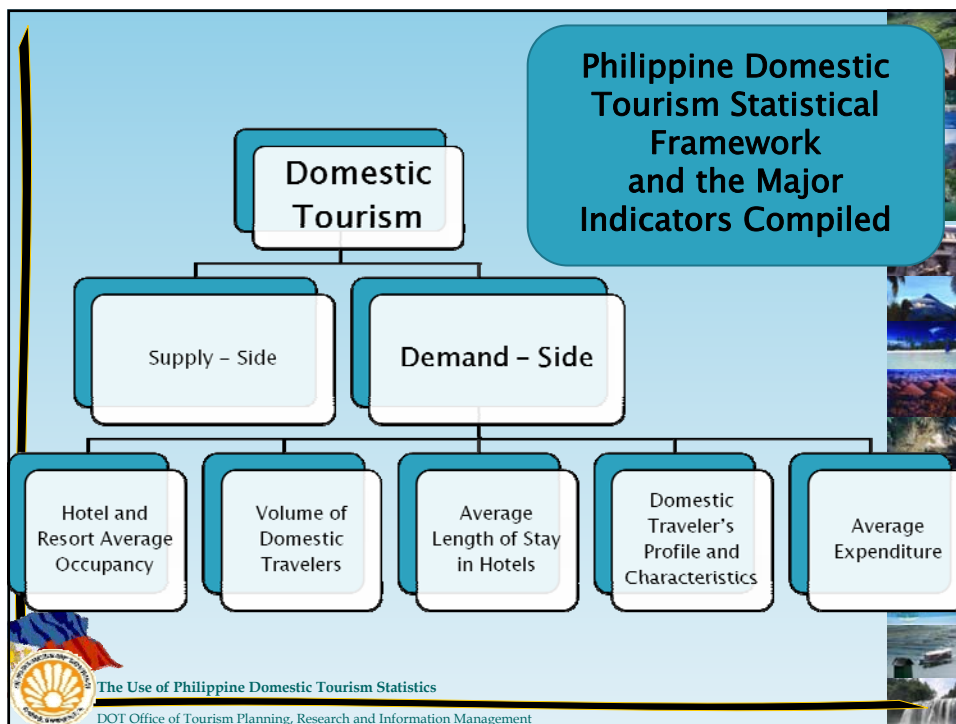 Philippine Domestic
Tourism Statistical
Framework
and the Major
Indicators Compiled
Domestic
Tourism
Supply – Side
Demand – Side
Hotel and
Resort Average
Occupancy
Volume of
Domestic
Travelers
Average
Length of Stay
in Hotels
Domestic
Traveler's
Profile and
Characteristics
Average
Expenditure
The Use of Philippine Domestic Tourism Statistics
DOT Office of Tourism Planning, Research and Information Management